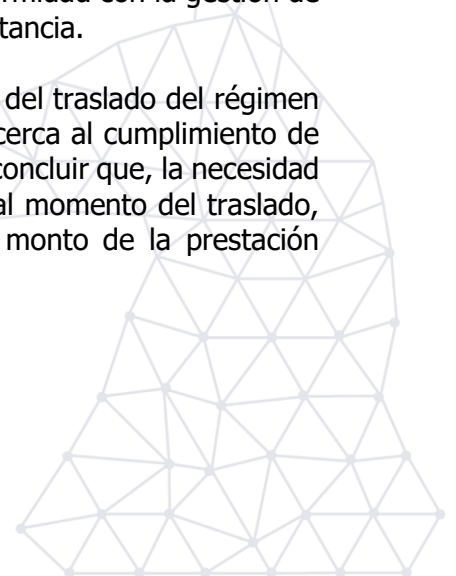 con la gestión de
tancia.
del traslado del régimen
cerca al cumplimiento de
concluir que, la necesidad
al momento del traslado,
monto de la prestación